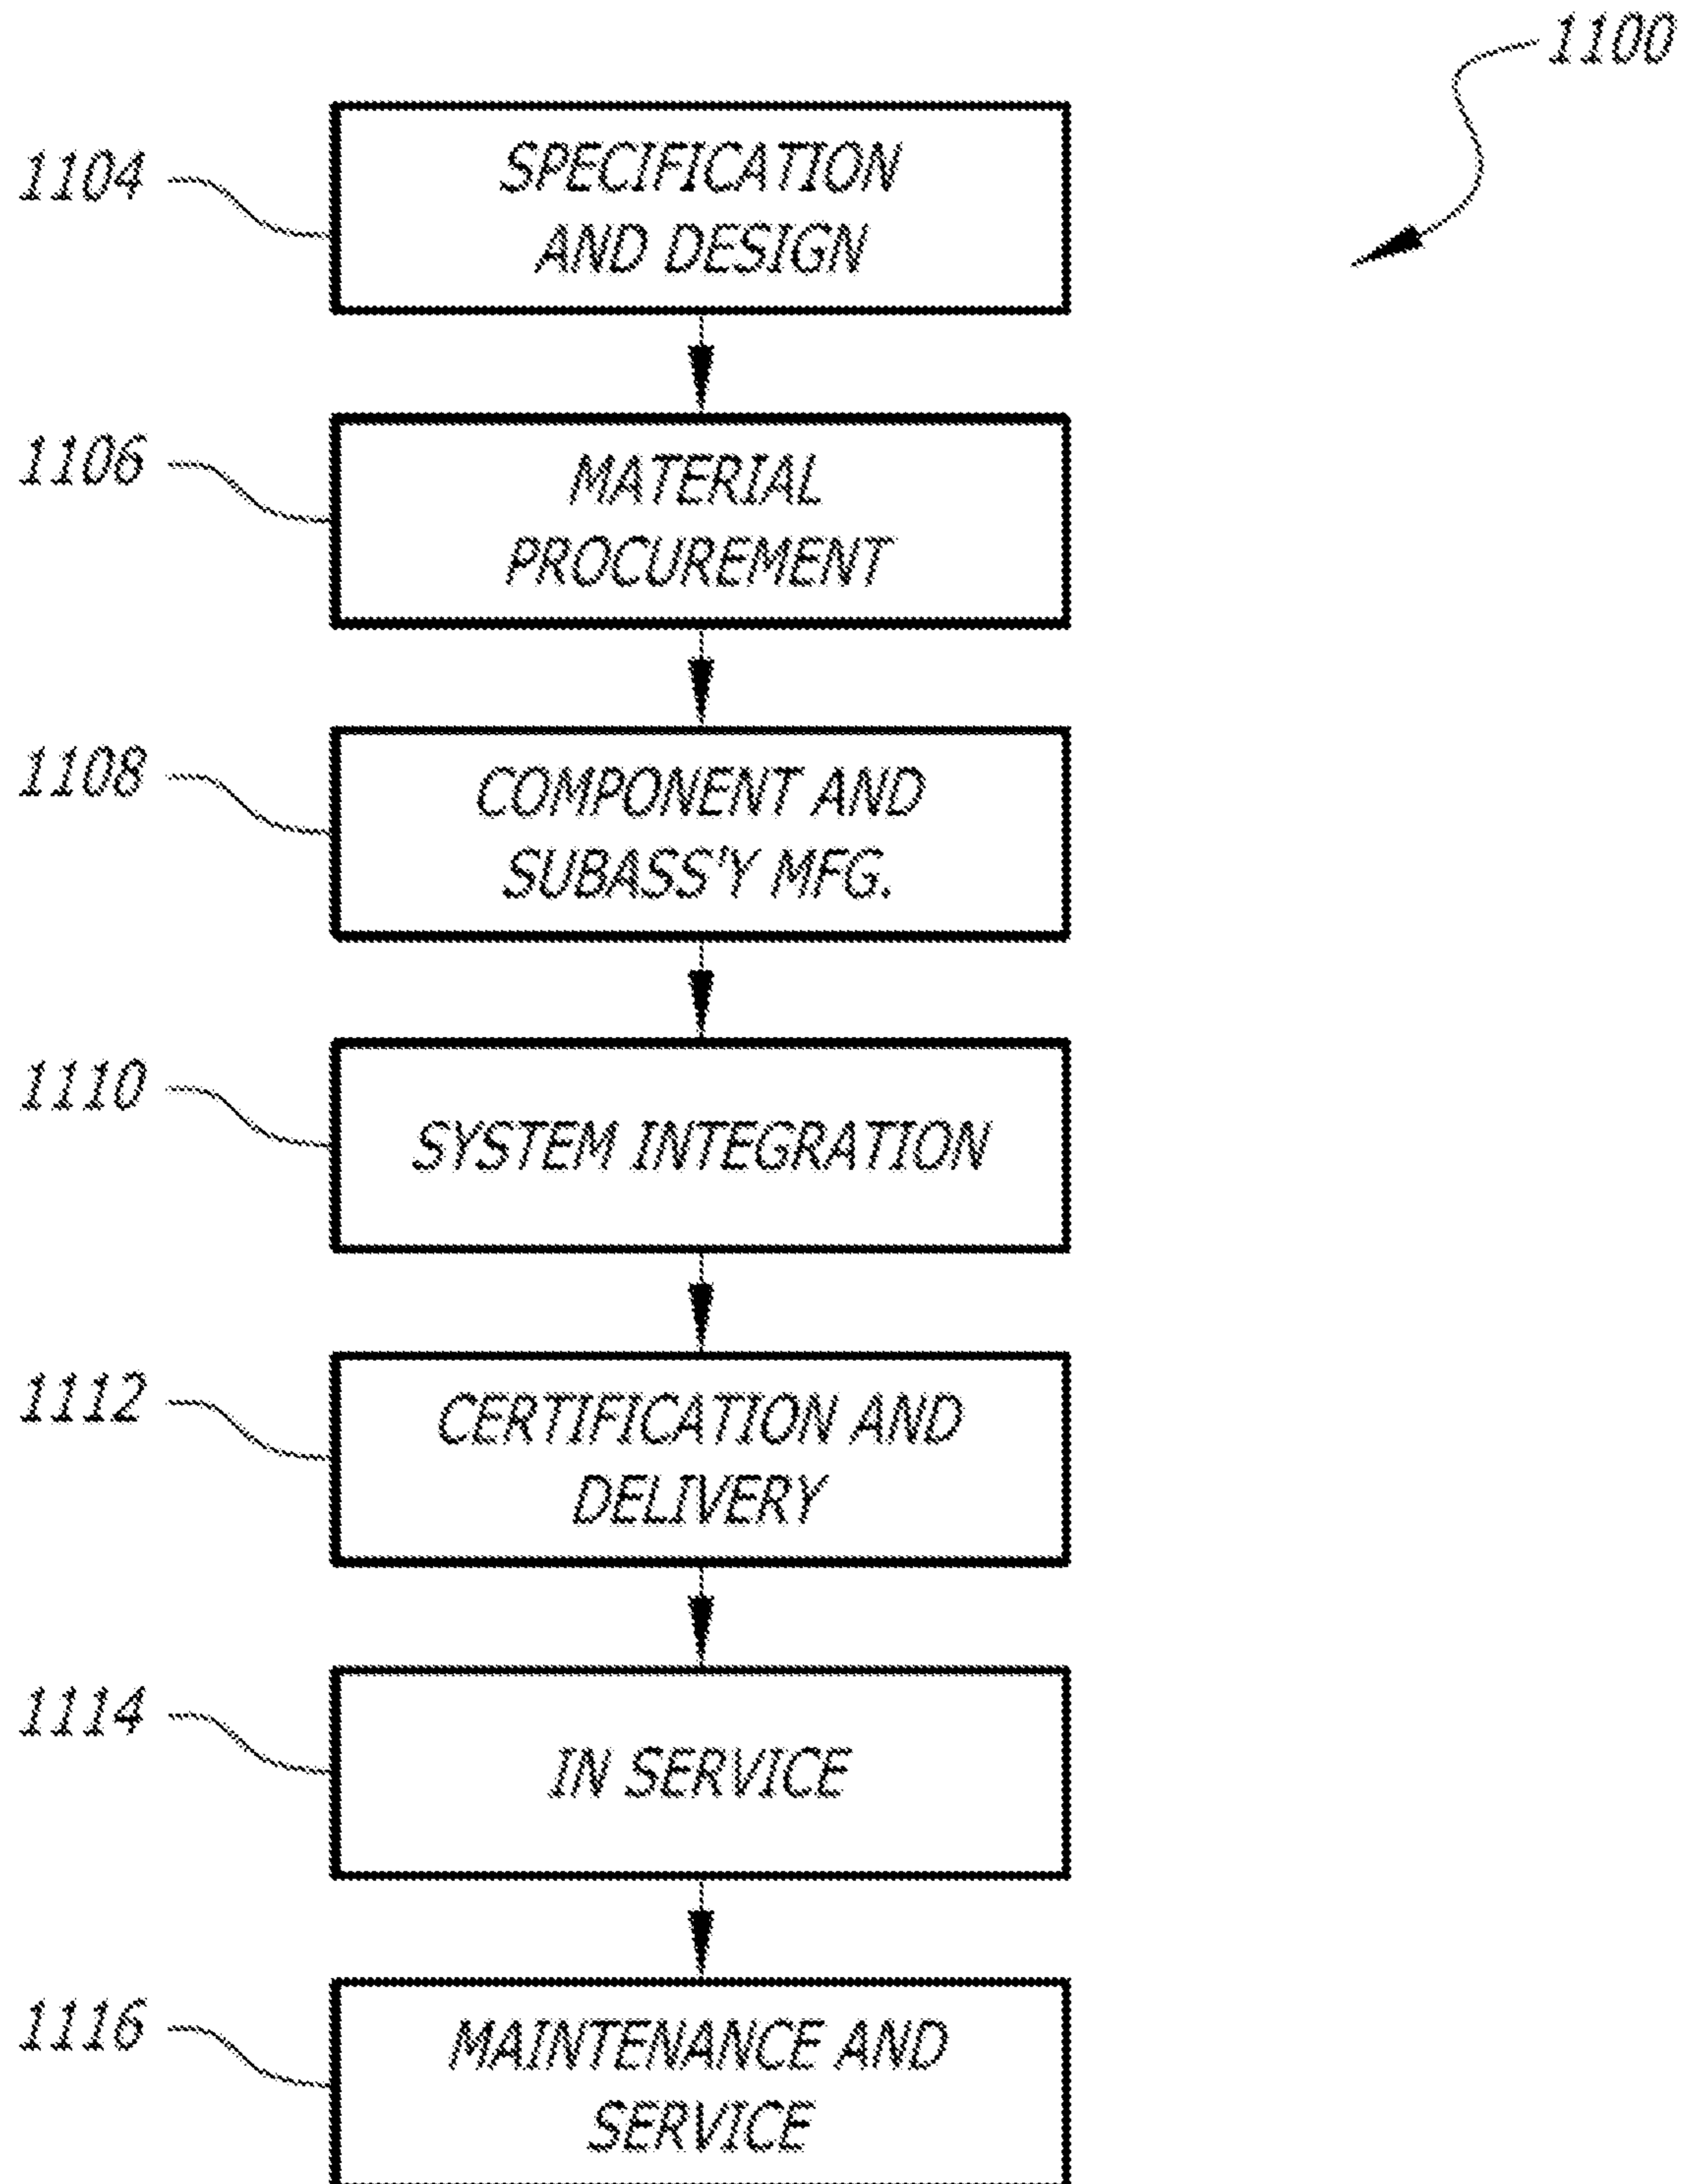 1100
1104
SPECIFICATION
AND DESIGN
1106
MATERIAL
PROCUREMENT
1108
COMPONENT AND
SUBASS'Y MFG.
1110
SYSTEM INTEGRATION
1112
CERTIFICATION AND
DELIVERY
1114
IN SERVICE
1116
MAINTENANCE AND
SERVICE